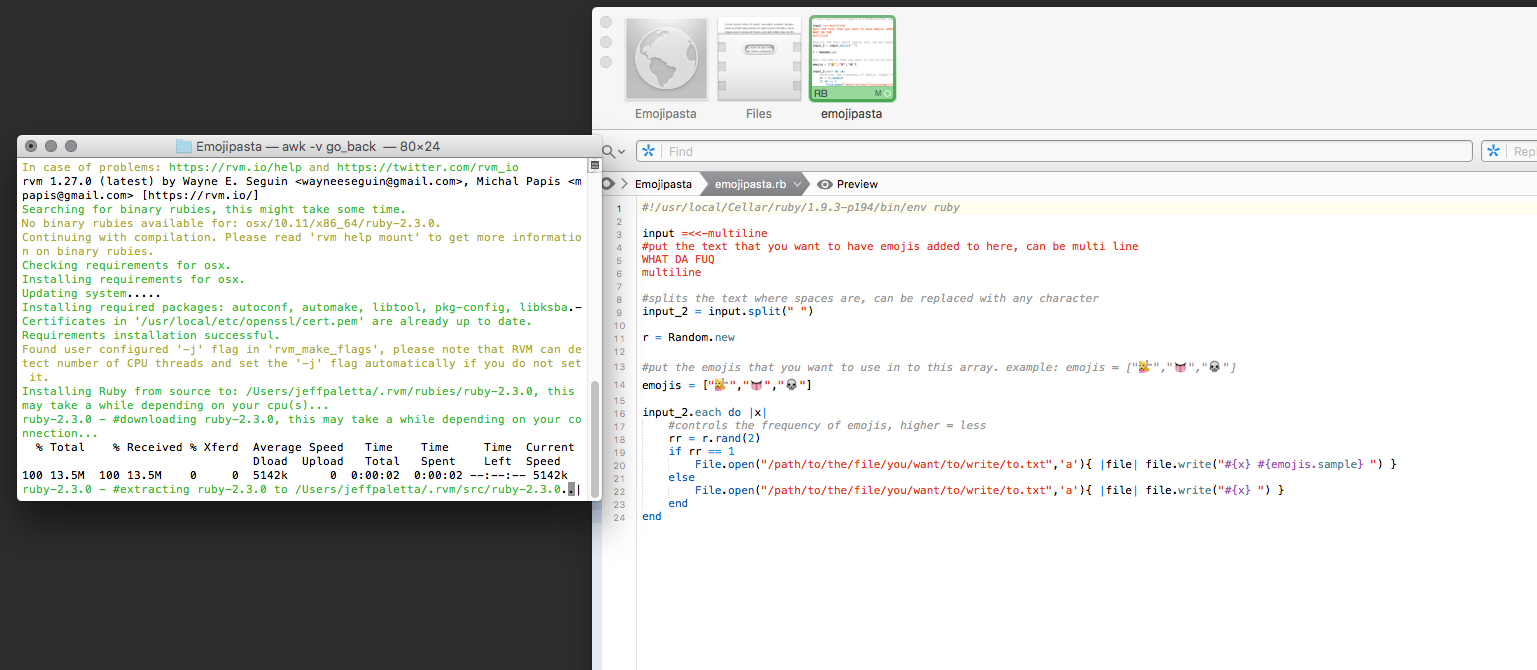 Emojipasta — awk -v go_back — 80×24
In case of problems: https://rvm.io/help and https://twitter.com/rvm_io
rvm 1.27.0 (latest) by Wayne E. Seguin <wayneeseguin@gmail.com>, Michal Papis <m
papis@gmail.com> [https://rvm.io/]
Searching for binary rubies, this might take some time.
No binary rubies available for: osx/10.11/x86_64/ruby-2.3.0.
Continuing with compilation. Please read 'rvm help mount' to get more informatio
n on binary rubies.
Checking requirements for osx.
Installing requirements for osx.
Updating system.....
Installing required packages: autoconf, automake, libtool, pkg-config, libksba.-
Certificates in '/usr/local/etc/openssl/cert.pem' are already up to date.
Requirements installation successful.
Found user configured '-j' flag in 'rvm_make_flags', please note that RVM can de
tect number of CPU threads and set the '-j' flag automatically if you do not set
 it.
Installing Ruby from source to: /Users/jeffpaletta/.rvm/rubies/ruby-2.3.0, this
may take a while depending on your cpu(s)...
ruby-2.3.0 - #downloading ruby-2.3.0, this may take a while depending on your co
nnection...
  % Total    % Received % Xferd  Average Speed   Time    Time     Time  Current
                                 Dload  Upload   Total   Spent    Left  Speed
100 13.5M  100 13.5M    0     0  5142k      0  0:00:02  0:00:02 --:--:-- 5142k
ruby-2.3.0 - #extracting ruby-2.3.0 to /Users/jeffpaletta/.rvm/src/ruby-2.3.0..
RB M
Emojipasta Files emojipasta
Find Rep
Emojipasta emojipasta.rb Preview
1 #!/usr/local/Cellar/ruby/1.9.3-p194/bin/env ruby
2
3 input =<<-multiline
4 #put the text that you want to have emojis added to here, can be multi line
5 WHAT DA FUQ
6 multiline
7
8 #splits the text where spaces are, can be replaced with any character
9 input_2 = input.split(" ")
10
11 r = Random.new
12
13 #put the emojis that you want to use in to this array. example: emojis = ["💃","👅","💀"]
14 emojis = ["💃","👅","💀"]
15
16 input_2.each do |x|
17     #controls the frequency of emojis, higher = less
18     rr = r.rand(2)
19     if rr == 1
20         File.open("/path/to/the/file/you/want/to/write/to.txt",'a'){ |file| file.write("#{x} #{emojis.sample} ") }
21     else
22         File.open("/path/to/the/file/you/want/to/write/to.txt",'a'){ |file| file.write("#{x} ") }
23     end
24 end